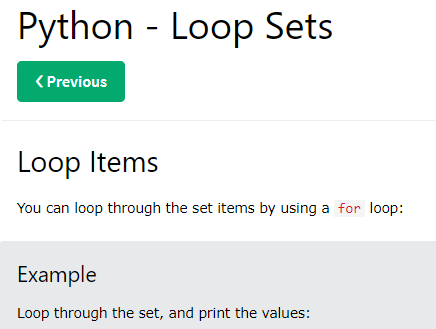 Python - Loop Sets
❮ Previous
Loop Items
You can loop through the set items by using a for loop:
Example
Loop through the set, and print the values: